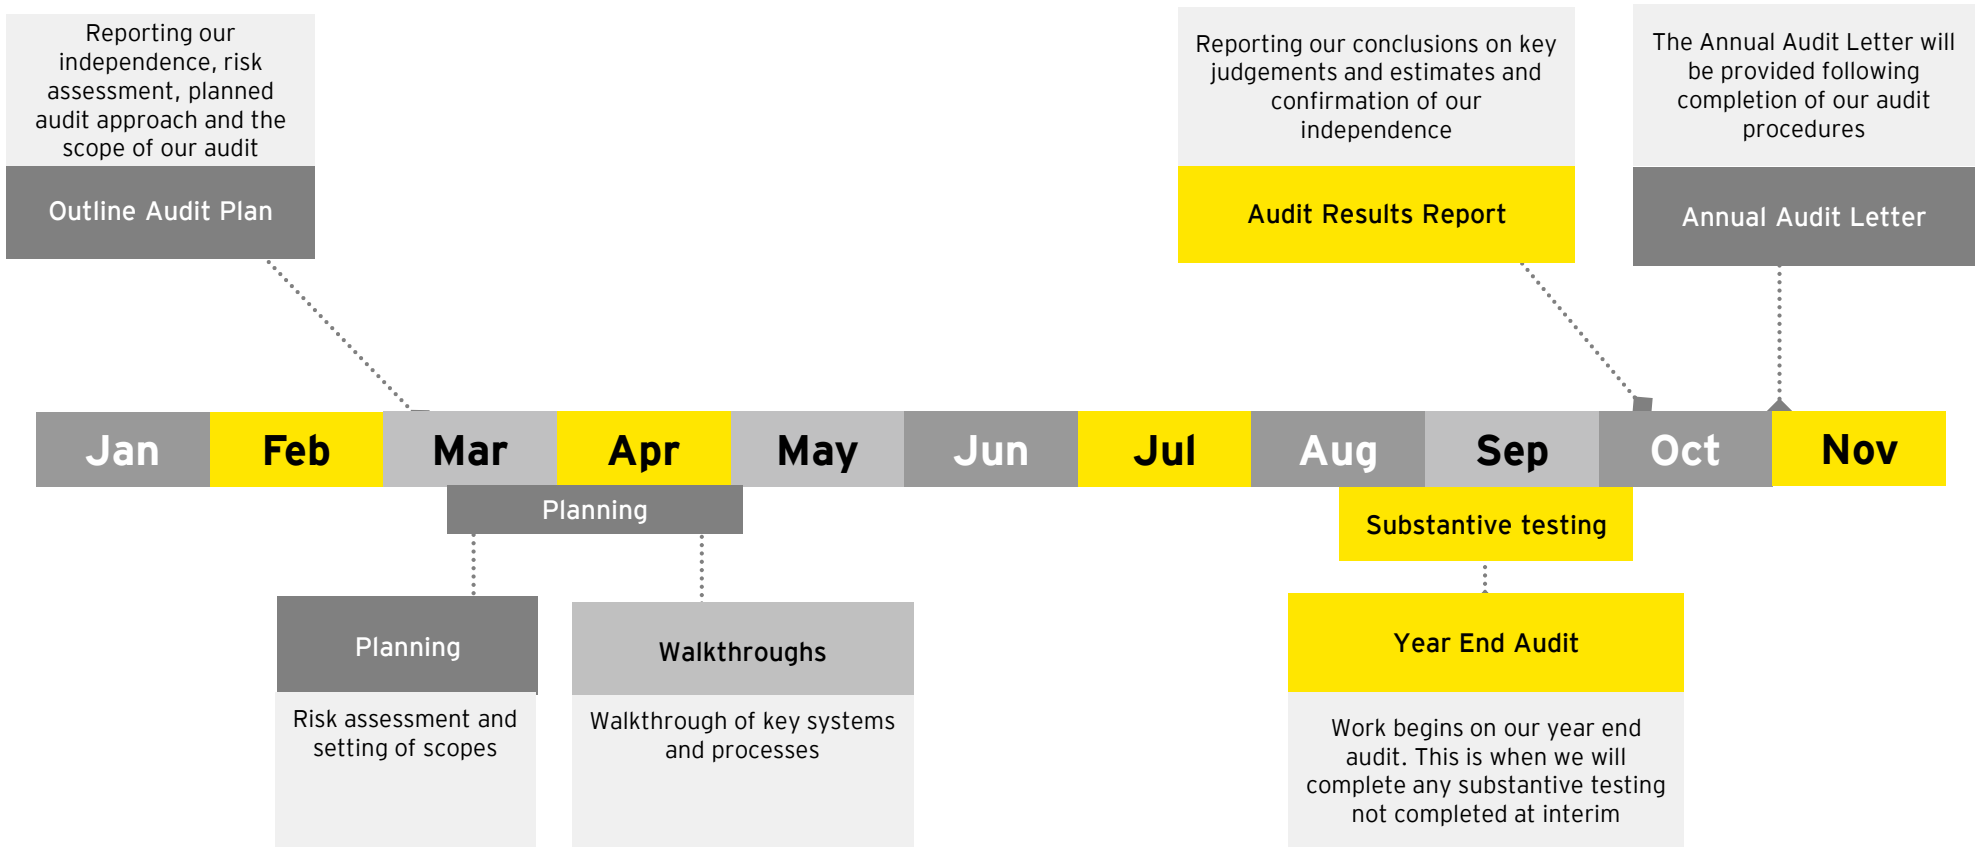 Reporting our
independence, risk
assessment, planned
audit approach and the
scope of our audit
Outline Audit Plan
Reporting our conclusions on key
judgements and estimates and
confirmation of our
independence
Audit Results Report
The Annual Audit Letter will
be provided following
completion of our audit
procedures
Annual Audit Letter
Jan Feb Mar Apr May Jun Jul Aug Sep Oct Nov
Planning
Substantive testing
Planning
Risk assessment and
setting of scopes
Walkthroughs
Walkthrough of key systems
and processes
Year End Audit
Work begins on our year end
audit. This is when we will
complete any substantive testing
not completed at interim